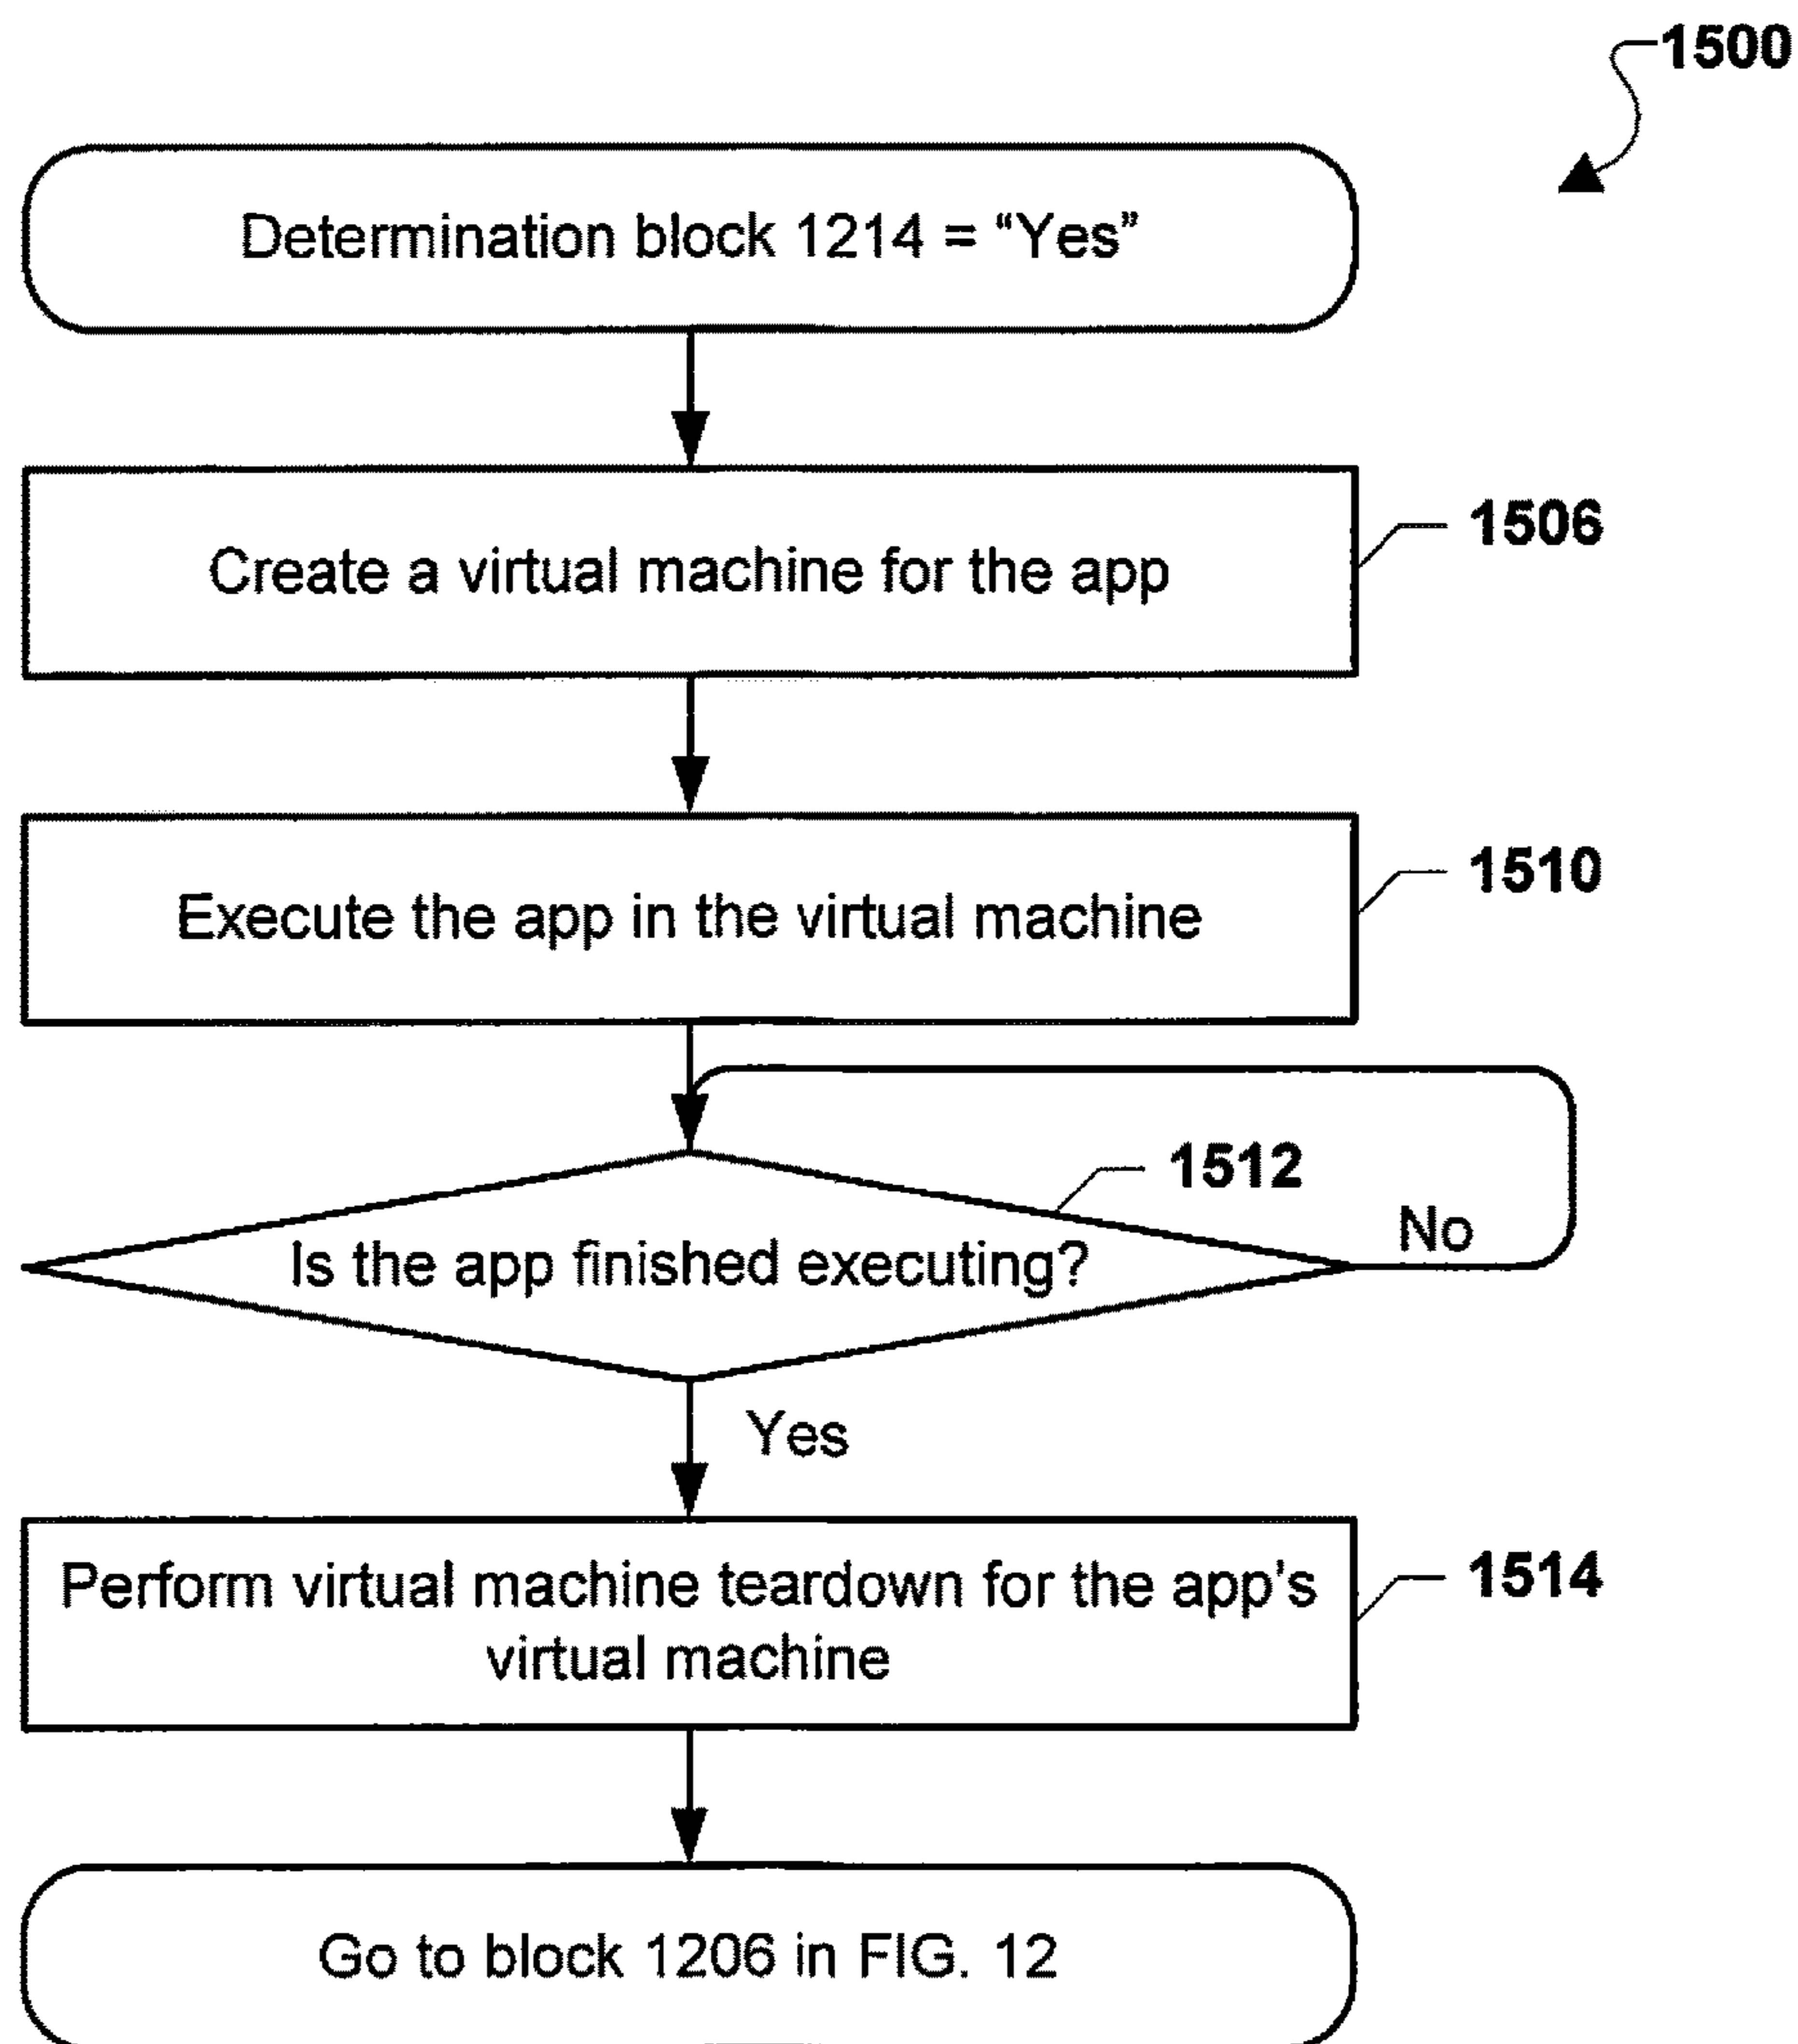 1500
Determination block 1214 = “Yes”
Create a virtual machine for the app
1506
Execute the app in the virtual machine
1510
1512
Is the app finished executing?
No
Yes
Perform virtual machine teardown for the app’s
virtual machine
1514
Go to block 1206 in FIG. 12